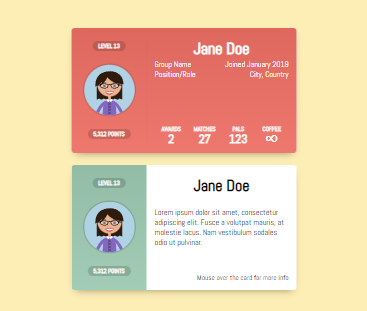 LEVEL 13
5,312 POINTS
Jane Doe
Group Name Joined January 2019
Position/Role City, Country
AWARDS MATCHES PALS COFFEE
2 27 123 ∞
LEVEL 13
5,312 POINTS
Jane Doe
Lorem ipsum dolor sit amet, consectetur
adipiscing elit. Fusce a volutpat mauris, at
mollis lacus. Nam vestibulum sodales
odio ut pulvinar.
Mouse over the card for more info